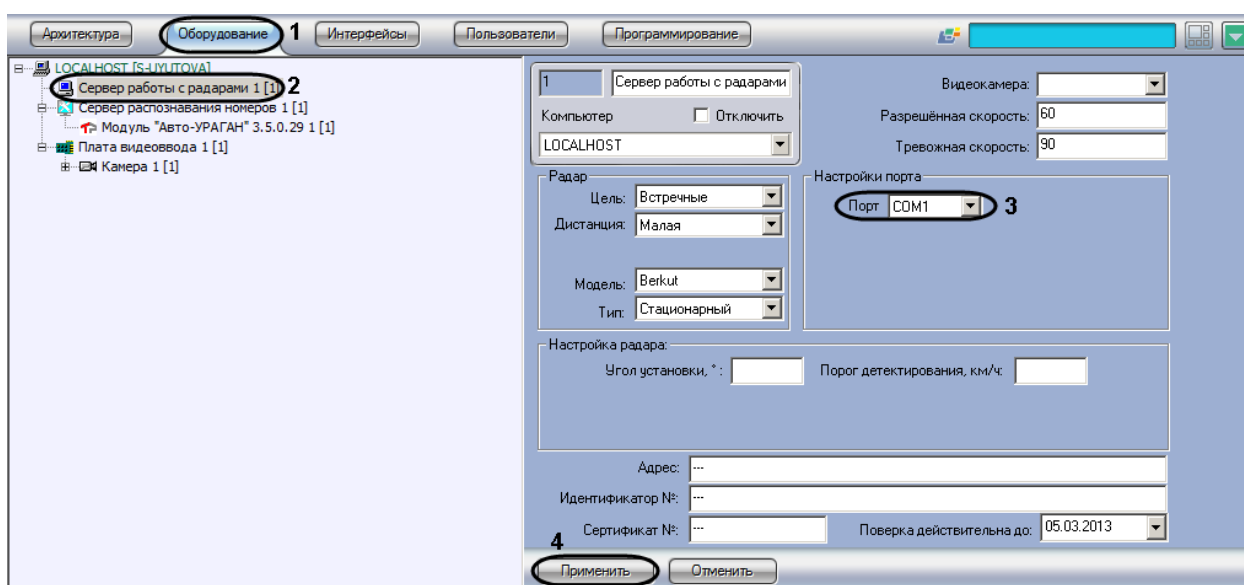 Архитектура Оборудование 1 Интерфейсы Пользователи Программирование
LOCALHOST [S-UYUTOVA]
Сервер работы с радарами 1 [1] 2
Сервер распознавания номеров 1 [1]
Модуль "Авто-УРАГАН" 3.5.0.29 1 [1]
Плата видеоввода 1 [1]
Камера 1 [1]
1 Сервер работы с радарами
Компьютер Отключить
LOCALHOST
Видеокамера:
Разрешённая скорость: 60
Тревожная скорость: 90
Радар
Цель: Встречные
Дистанция: Малая
Модель: Berkut
Тип: Стационарный
Настройки порта
Порт COM1 3
Настройка радара:
Угол установки, ° : Порог детектирования, км/ч:
Адрес: ---
Идентификатор №: ---
Сертификат №: --- Поверка действительна до: 05.03.2013
4
Применить Отменить